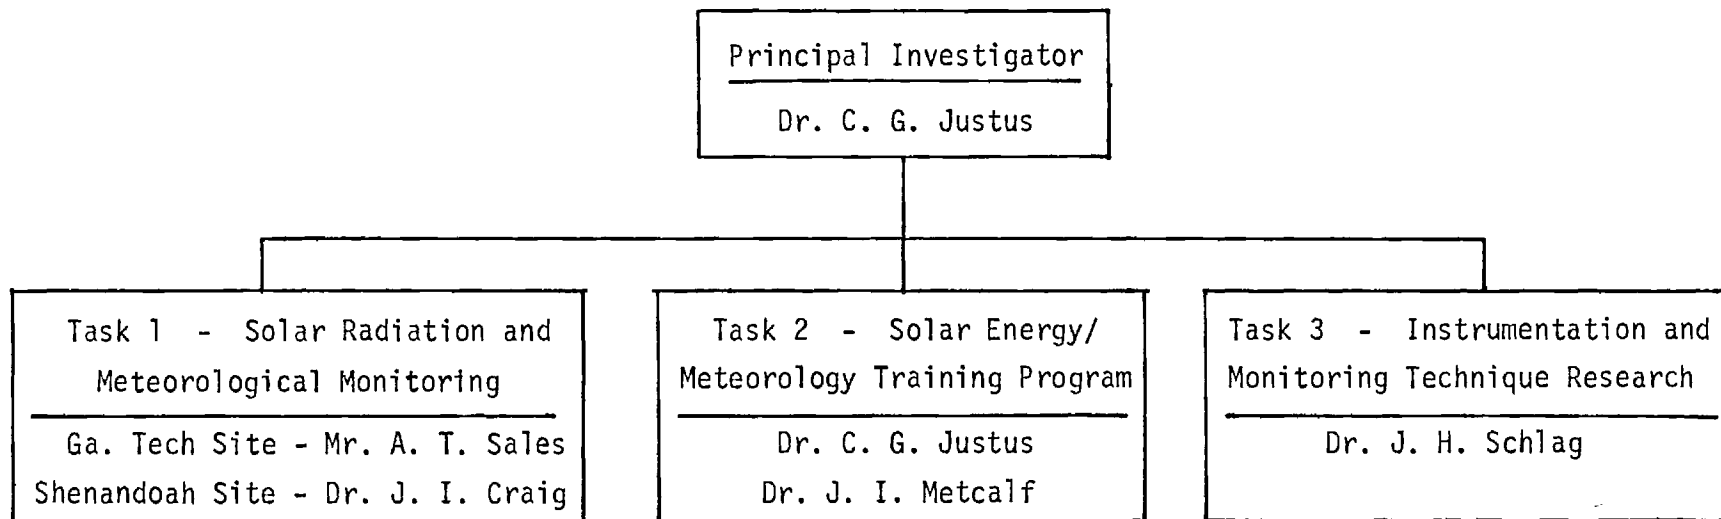 Principal Investigator
Dr. C. G. Justus
Task 1 - Solar Radiation and
Meteorological Monitoring
Ga. Tech Site - Mr. A. T. Sales
Shenandoah Site - Dr. J. I. Craig
Task 2 - Solar Energy/
Meteorology Training Program
Dr. C. G. Justus
Dr. J. I. Metcalf
Task 3 - Instrumentation and
Monitoring Technique Research
Dr. J. H. Schlag